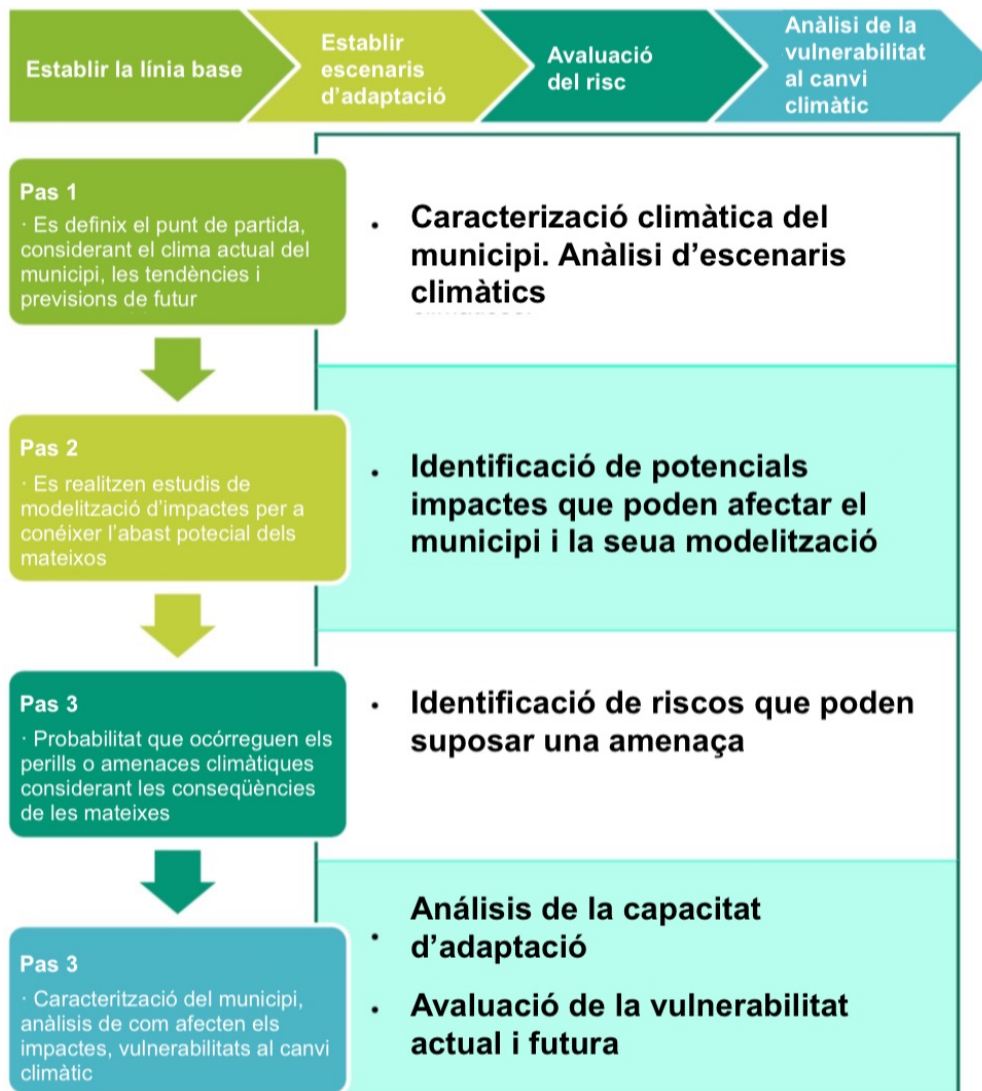 Establir la línia base
Establir
escenaris
d'adaptació
Avaluació
del risc
Anàlisi de la
vulnerabilitat
al canvi
climàtic
Pas 1
· Es definix el punt de partida,
considerant el clima actual del
municipi, les tendències i
previsions de futur
• Caracterizació climàtica del
municipi. Anàlisi d'escenaris
climàtics
Pas 2
· Es realitzen estudis de
modelització d'impactes per a
conéixer l'abast potecial dels
mateixos
• Identificació de potencials
impactes que poden afectar el
municipi i la seua modelització
Pas 3
· Probabilitat que ocórreguen els
perills o amenaces climàtiques
considerant les conseqüències
de les mateixes
• Identificació de riscos que poden
suposar una amenaça
Pas 3
· Caracterització del municipi,
anàlisis de com afecten els
impactes, vulnerabilitats al canvi
climàtic
• Análisis de la capacitat
d'adaptació
• Avaluació de la vulnerabilitat
actual i futura